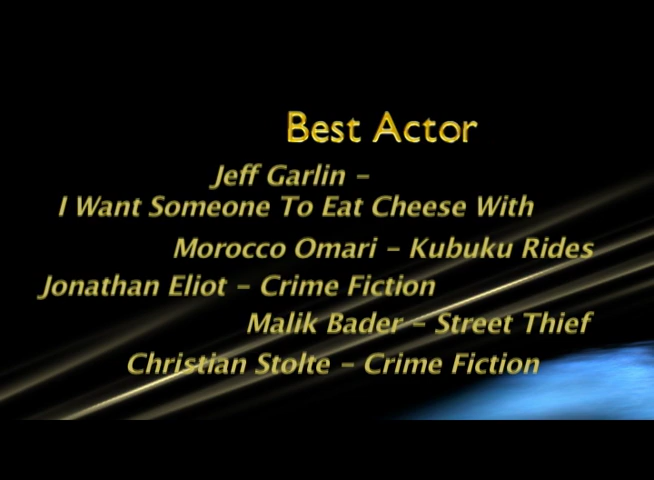 Best Actor
Jeff Garlin –
I Want Someone To Eat Cheese With
Morocco Omari – Kubuku Rides
Jonathan Eliot – Crime Fiction
Malik Bader – Street Thief
Christian Stolte – Crime Fiction